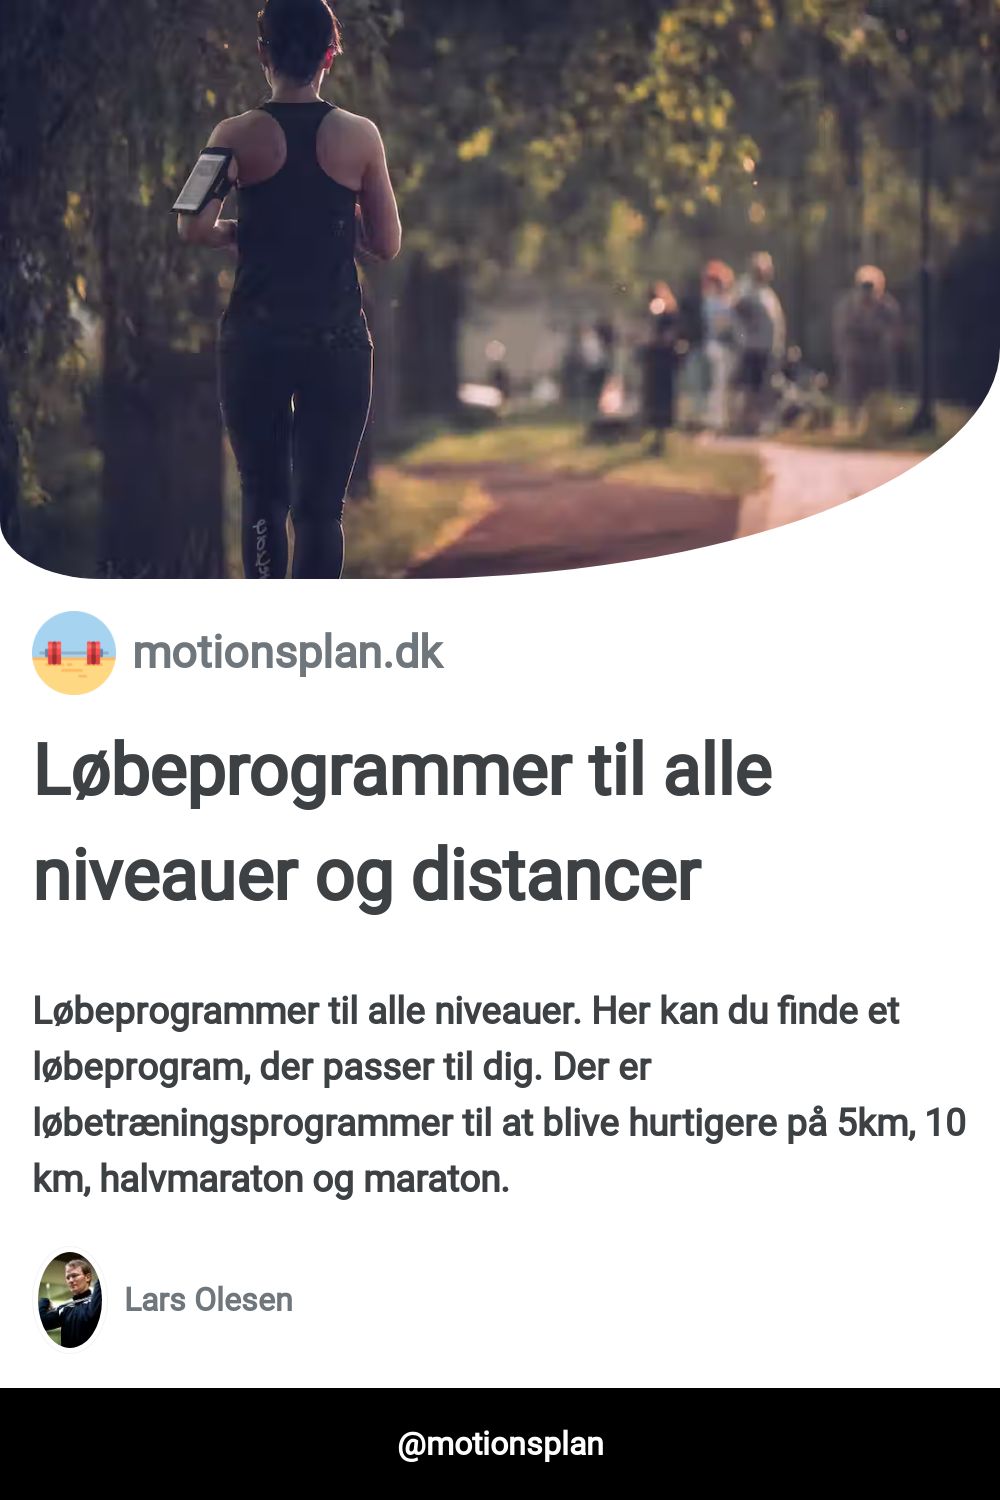 motionsplan.dk
Løbeprogrammer til alle
niveauer og distancer
Løbeprogrammer til alle niveauer. Her kan du finde et
løbeprogram, der passer til dig. Der er
løbetræningsprogrammer til at blive hurtigere på 5km, 10
km, halvmaraton og maraton.
Lars Olesen
@motionsplan